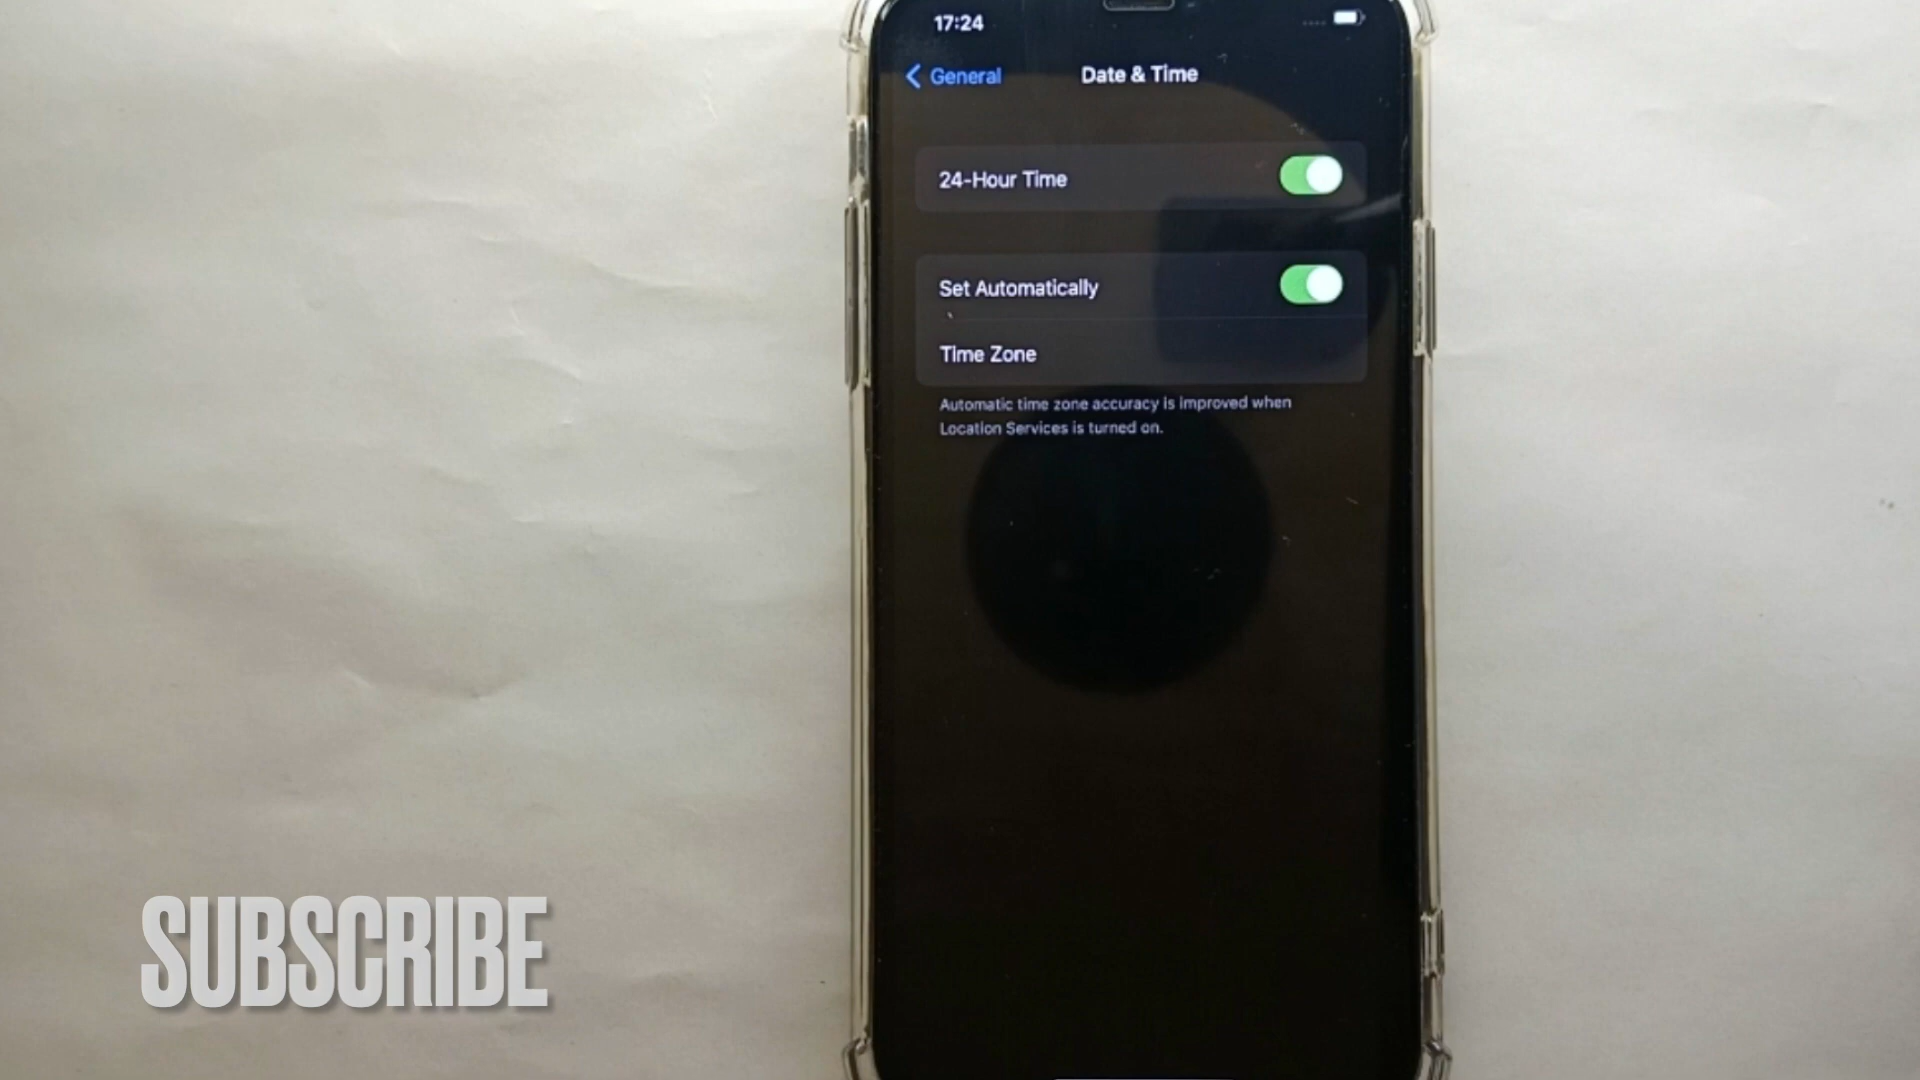 17:24
General
Date & Time
24-Hour Time
Set Automatically
Time Zone
Automatic time zone accuracy is improved when
Location Services is turned on.
SUBSCRIBE